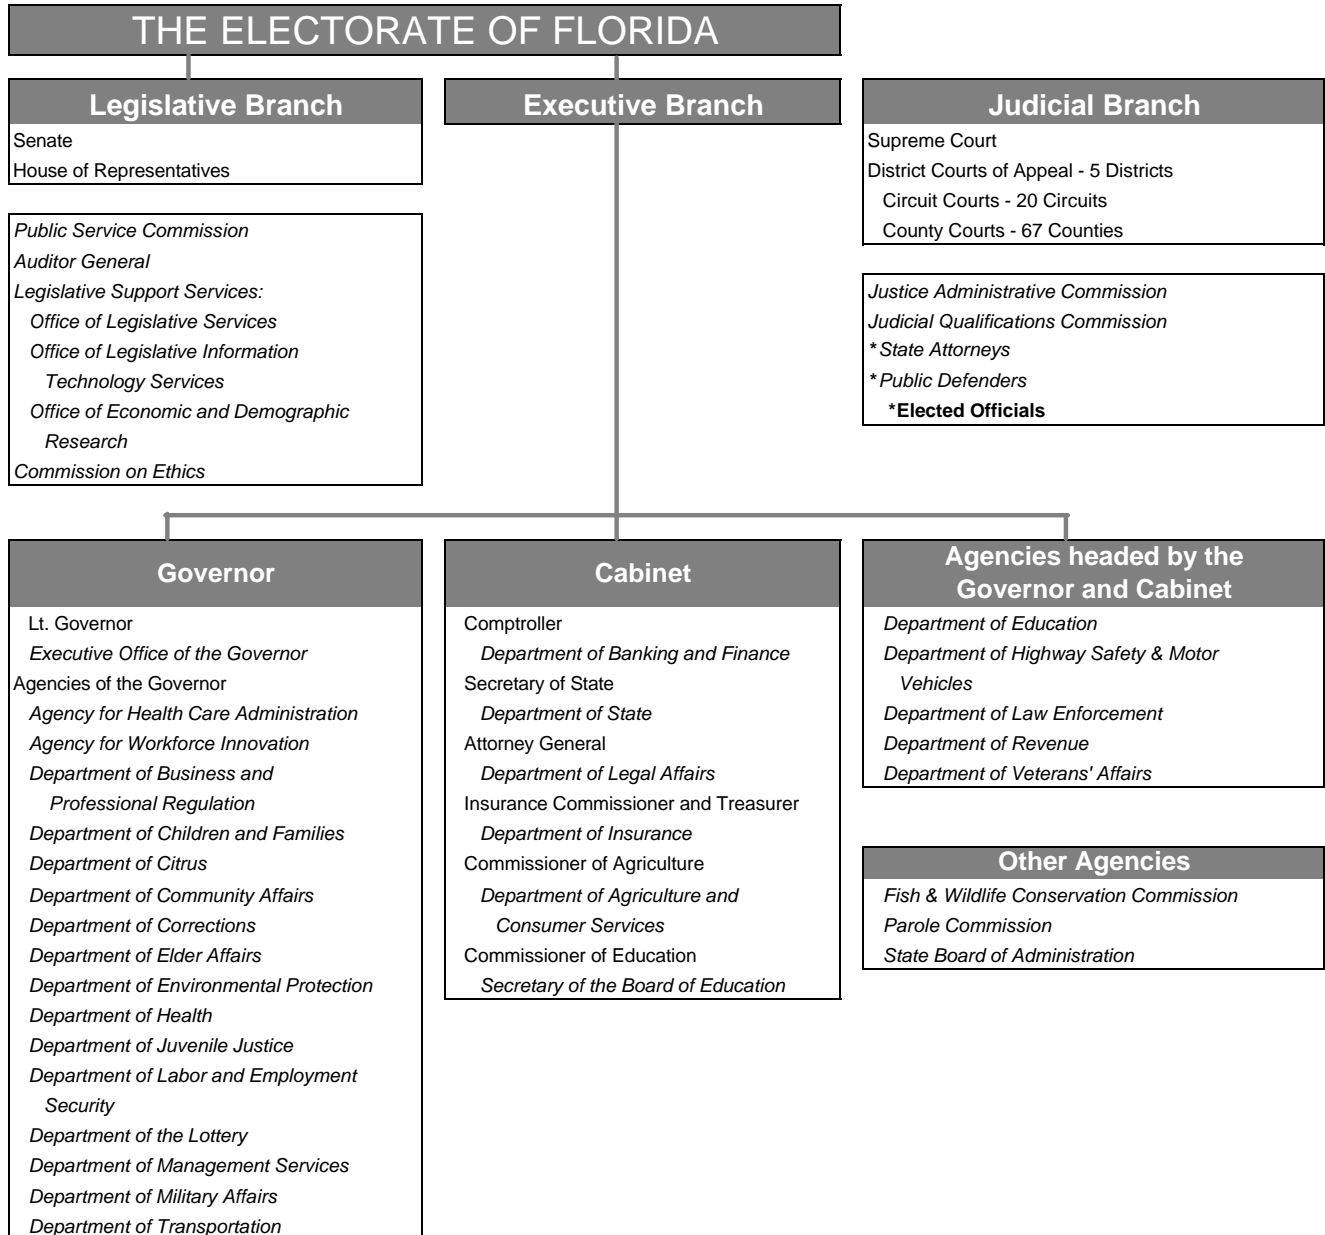 THE ELECTORATE OF FLORIDA
Legislative Branch
Senate
House of Representatives
Public Service Commission
Auditor General
Legislative Support Services:
Office of Legislative Services
Office of Legislative Information
Technology Services
Office of Economic and Demographic
Research
Commission on Ethics
Executive Branch
Judicial Branch
Supreme Court
District Courts of Appeal - 5 Districts
Circuit Courts - 20 Circuits
County Courts - 67 Counties
Justice Administrative Commission
Judicial Qualifications Commission
*State Attorneys
*Public Defenders
*Elected Officials
Governor
Lt. Governor
Executive Office of the Governor
Agencies of the Governor
Agency for Health Care Administration
Agency for Workforce Innovation
Department of Business and
Professional Regulation
Department of Children and Families
Department of Citrus
Department of Community Affairs
Department of Corrections
Department of Elder Affairs
Department of Environmental Protection
Department of Health
Department of Juvenile Justice
Department of Labor and Employment
Security
Department of the Lottery
Department of Management Services
Department of Military Affairs
Department of Transportation
Cabinet
Comptroller
Department of Banking and Finance
Secretary of State
Department of State
Attorney General
Department of Legal Affairs
Insurance Commissioner and Treasurer
Department of Insurance
Commissioner of Agriculture
Department of Agriculture and
Consumer Services
Commissioner of Education
Secretary of the Board of Education
Agencies headed by the
Governor and Cabinet
Department of Education
Department of Highway Safety & Motor
Vehicles
Department of Law Enforcement
Department of Revenue
Department of Veterans' Affairs
Other Agencies
Fish & Wildlife Conservation Commission
Parole Commission
State Board of Administration